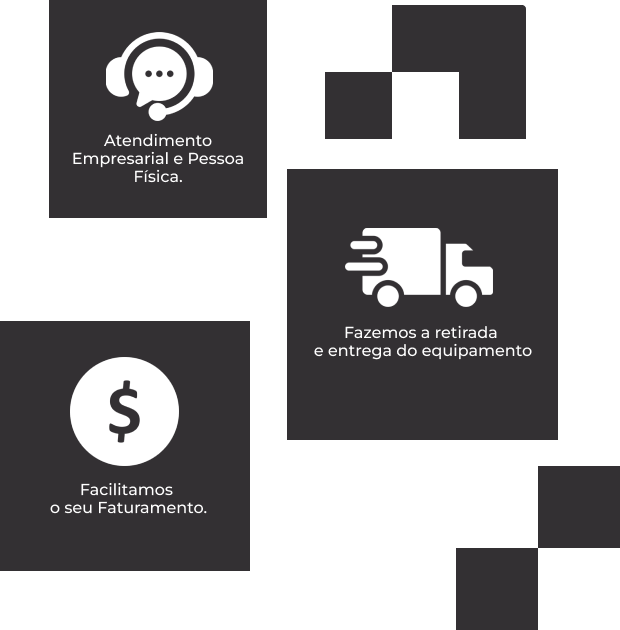 Atendimento
Empresarial e Pessoa
Física.
Fazemos a retirada
e entrega do equipamento
$
Facilitamos
o seu Faturamento.